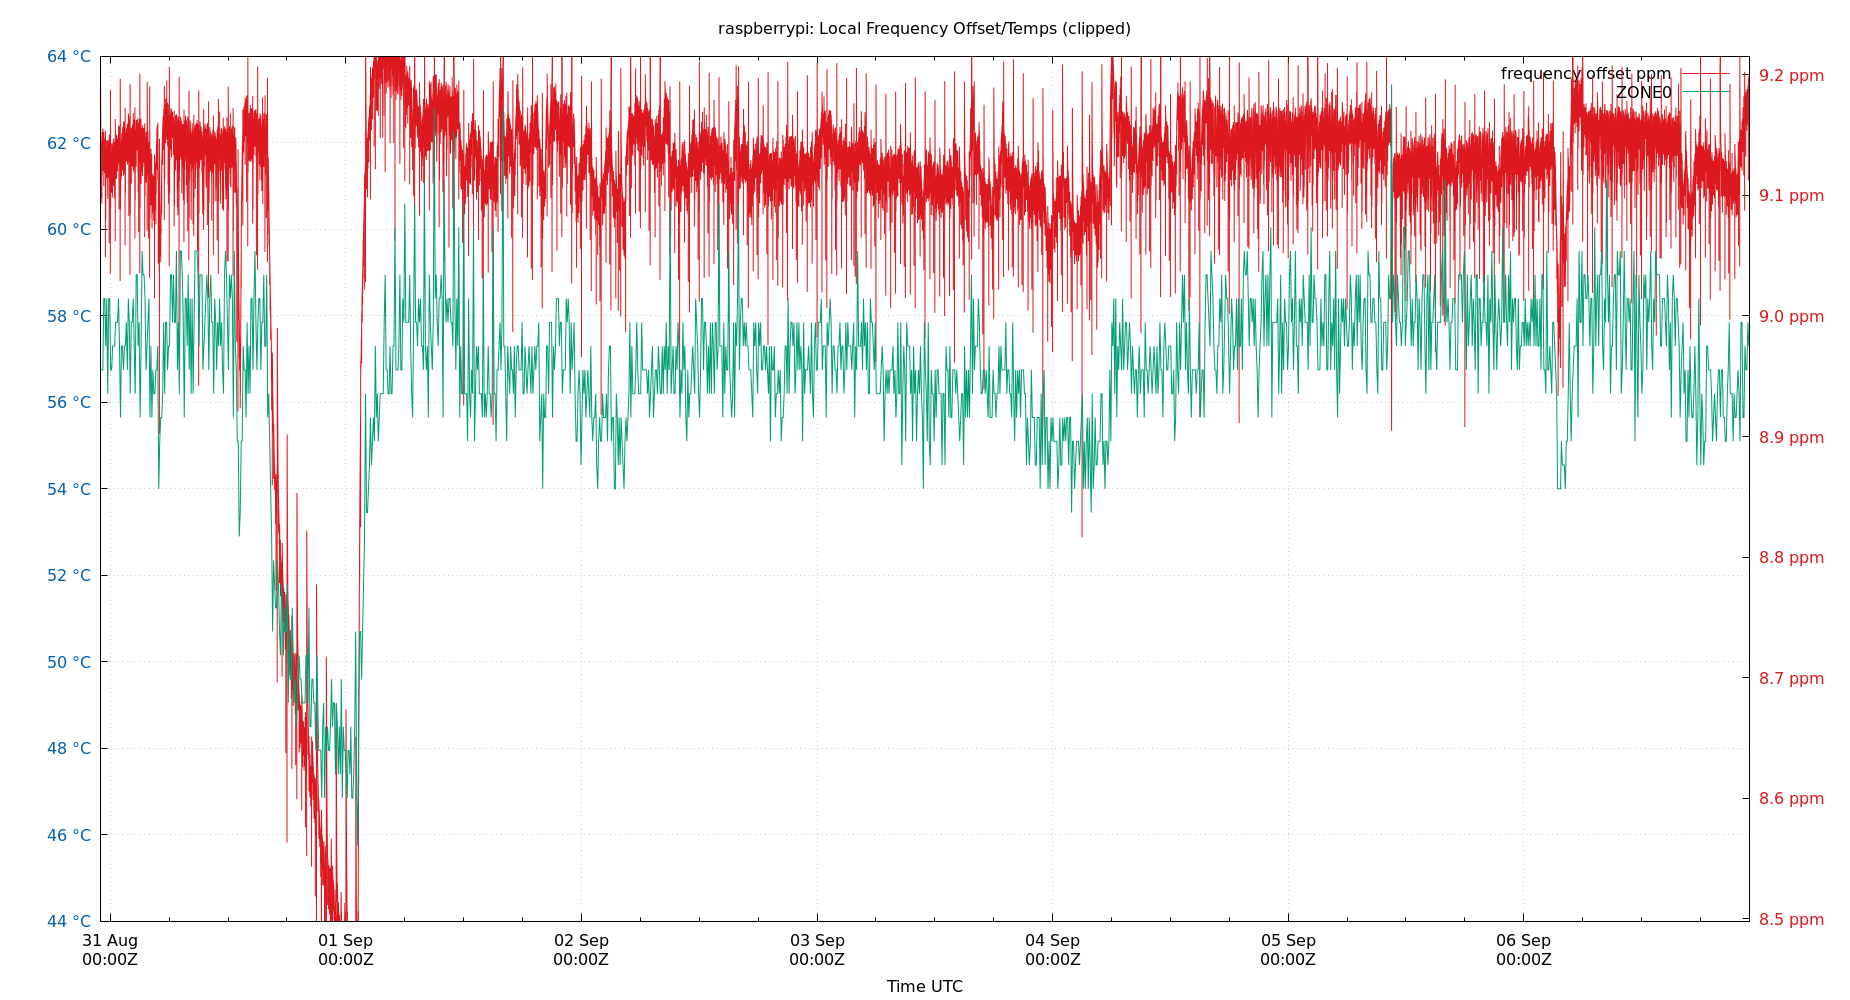 raspberrypi: Local Frequency Offset/Temps (clipped)
64 °C
62 °C
60 °C
58 °C
56 °C
54 °C
52 °C
50 °C
48 °C
46 °C
44 °C
frequency offset ppm
ZONE0
9.2 ppm
9.1 ppm
9.0 ppm
8.9 ppm
8.8 ppm
8.7 ppm
8.6 ppm
8.5 ppm
31 Aug
00:00Z
01 Sep
00:00Z
02 Sep
00:00Z
03 Sep
00:00Z
04 Sep
00:00Z
05 Sep
00:00Z
06 Sep
00:00Z
Time UTC